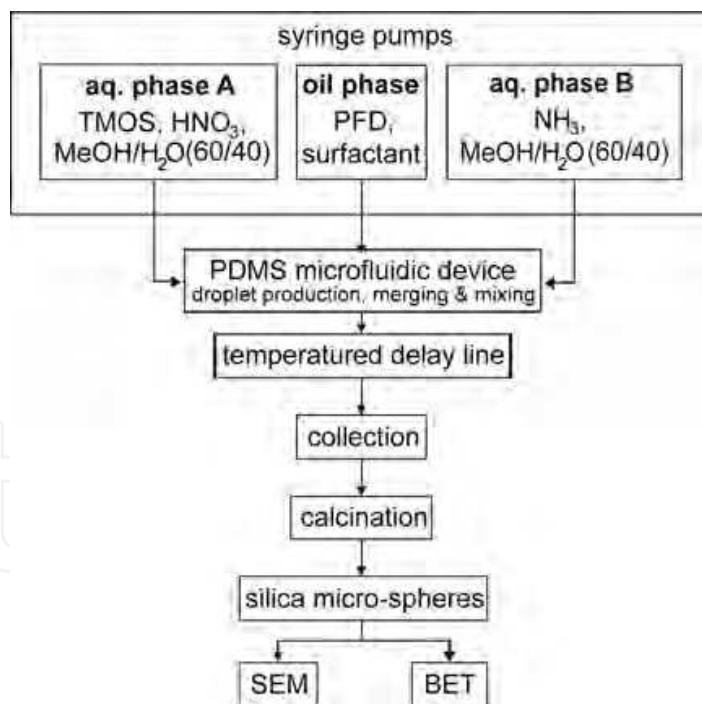 syringe pumps
aq. phase A
TMOS, HNO₃,
MeOH/H₂O(60/40)
oil phase
PFD,
surfactant
aq. phase B
NH₃,
MeOH/H₂O(60/40)
PDMS microfluidic device
droplet production, merging & mixing
temperatured delay line
collection
calcination
silica micro-spheres
SEM
BET